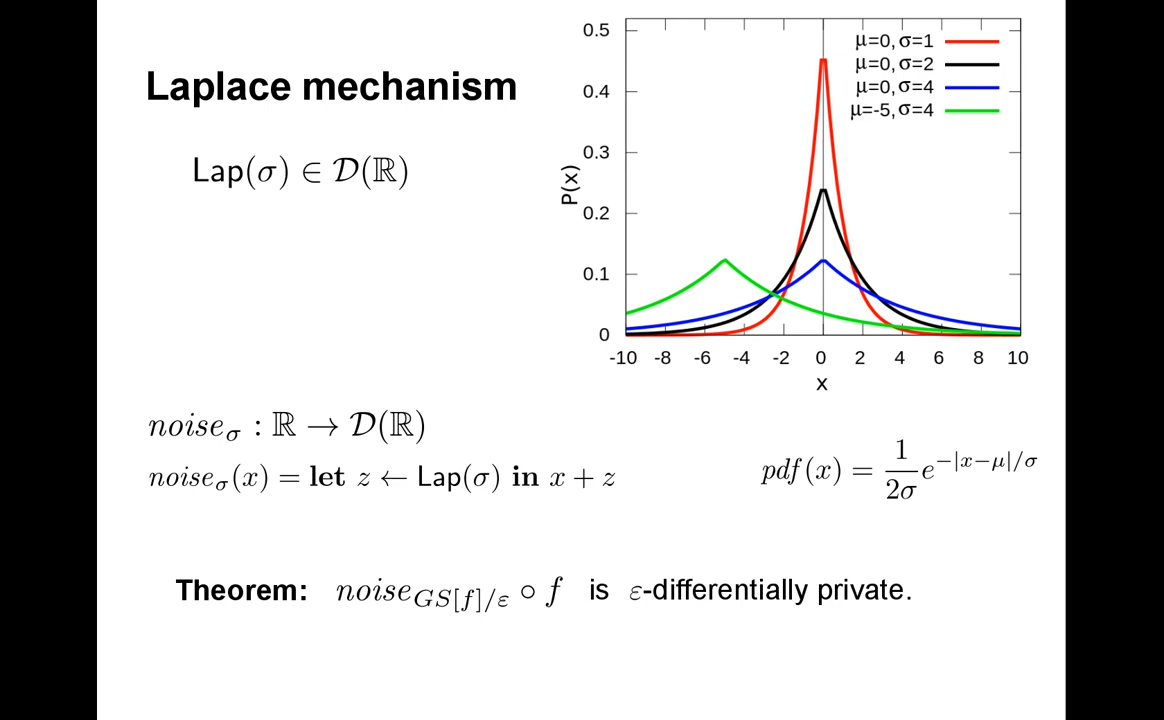 Laplace mechanism
Lap(σ) ∈ 𝒟(ℝ)
0.5
0.4
0.3
0.2
0.1
0
P(x)
μ=0,σ=1
μ=0,σ=2
μ=0,σ=4
μ=-5,σ=4
-10 -8 -6 -4 -2 0 2 4 6 8 10
x
noise_σ : ℝ → 𝒟(ℝ)
noise_σ(x) = let z ← Lap(σ) in x + z
pdf(x) = \frac{1}{2σ} e^{-|x-μ|/σ}
Theorem: noise_{GS[f]/ε} ∘ f is ε-differentially private.